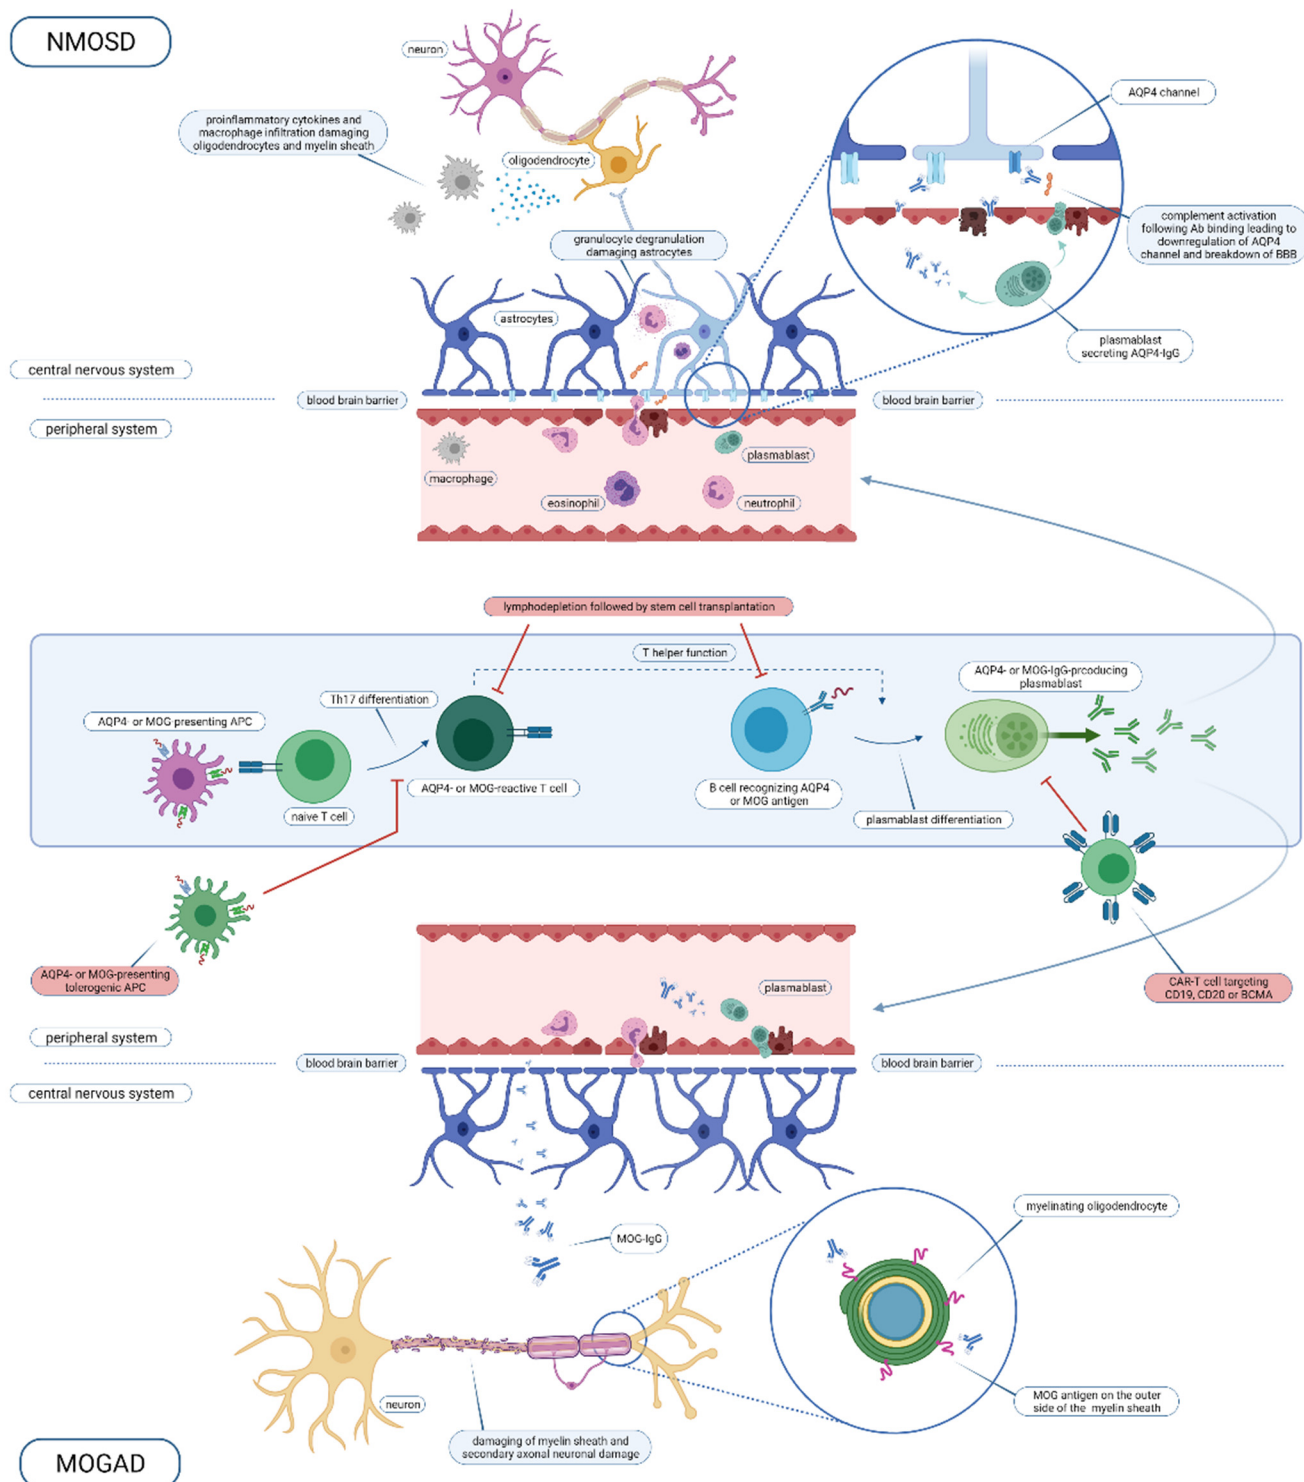 NMOSD
neuron
proinflammatory cytokines and
macrophage infiltration damaging
oligodendrocytes and myelin sheath
oligodendrocyte
AQP4 channel
granulocyte degranulation
damaging astrocytes
complement activation
following Ab binding leading to
downregulation of AQP4
channel and breakdown of BBB
astrocytes
plasmablast
secreting AQP4-IgG
central nervous system
blood brain barrier
blood brain barrier
peripheral system
macrophage
plasmablast
eosinophil
neutrophil
lymphodepletion followed by stem cell transplantation
T helper function
AQP4- or MOG-IgG-prcoducing
plasmablast
Th17 differentiation
AQP4- or MOG presenting APC
naive T cell
AQP4- or MOG-reactive T cell
B cell recognizing AQP4
or MOG antigen
plasmablast differentiation
AQP4- or MOG-presenting
tolerogenic APC
CAR-T cell targeting
CD19, CD20 or BCMA
plasmablast
peripheral system
blood brain barrier
blood brain barrier
central nervous system
MOG-IgG
myelinating oligodendrocyte
neuron
MOG antigen on the outer
side of the myelin sheath
damaging of myelin sheath and
secondary axonal neuronal damage
MOGAD